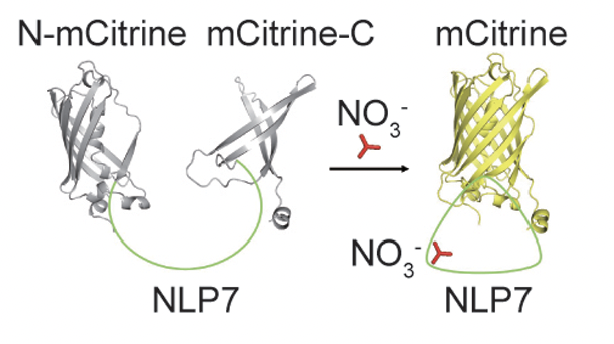 N-mCitrine mCitrine-C mCitrine
NO₃⁻
NO₃⁻
NLP7 NLP7